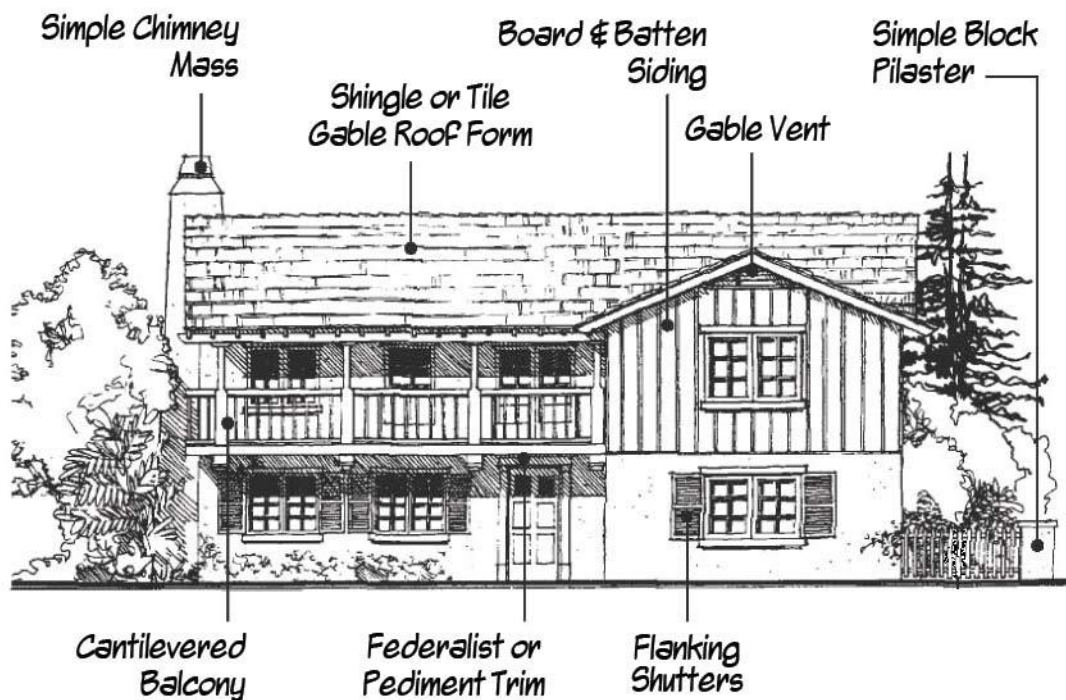 Simple Chimney
Mass
Shingle or Tile
Gable Roof Form
Board & Batten
Siding
Gable Vent
Simple Block
Pilaster
Cantilevered
Balcony
Federalist or
Pediment Trim
Flanking
Shutters